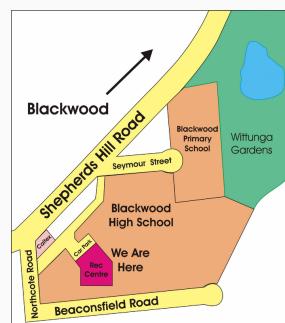 Blackwood
Shepherds Hill Road
Blackwood
Primary
School
Wittunga
Gardens
Seymour Street
Blackwood
High School
Caltex
Car Park
We Are
Here
Rec
Centre
Northcote Road
Beaconsfield Road